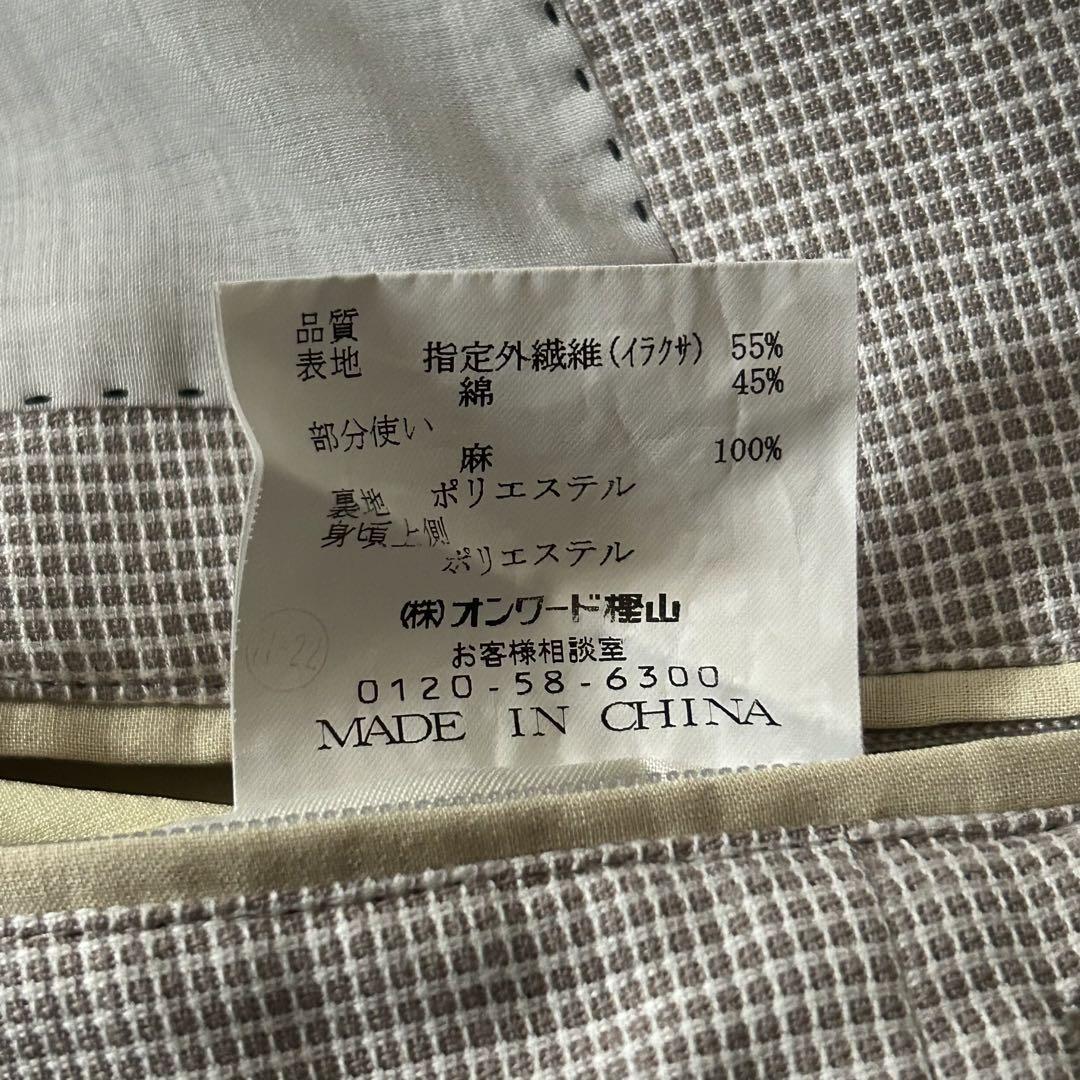 品質
表地 指定外繊維(イラクサ) 55%
綿 45%
部分使い
麻 100%
裏地 ポリエステル
身頃上側
ポリエステル
(株)オンワード樫山
お客様相談室
0120-58-6300
MADE IN CHINA